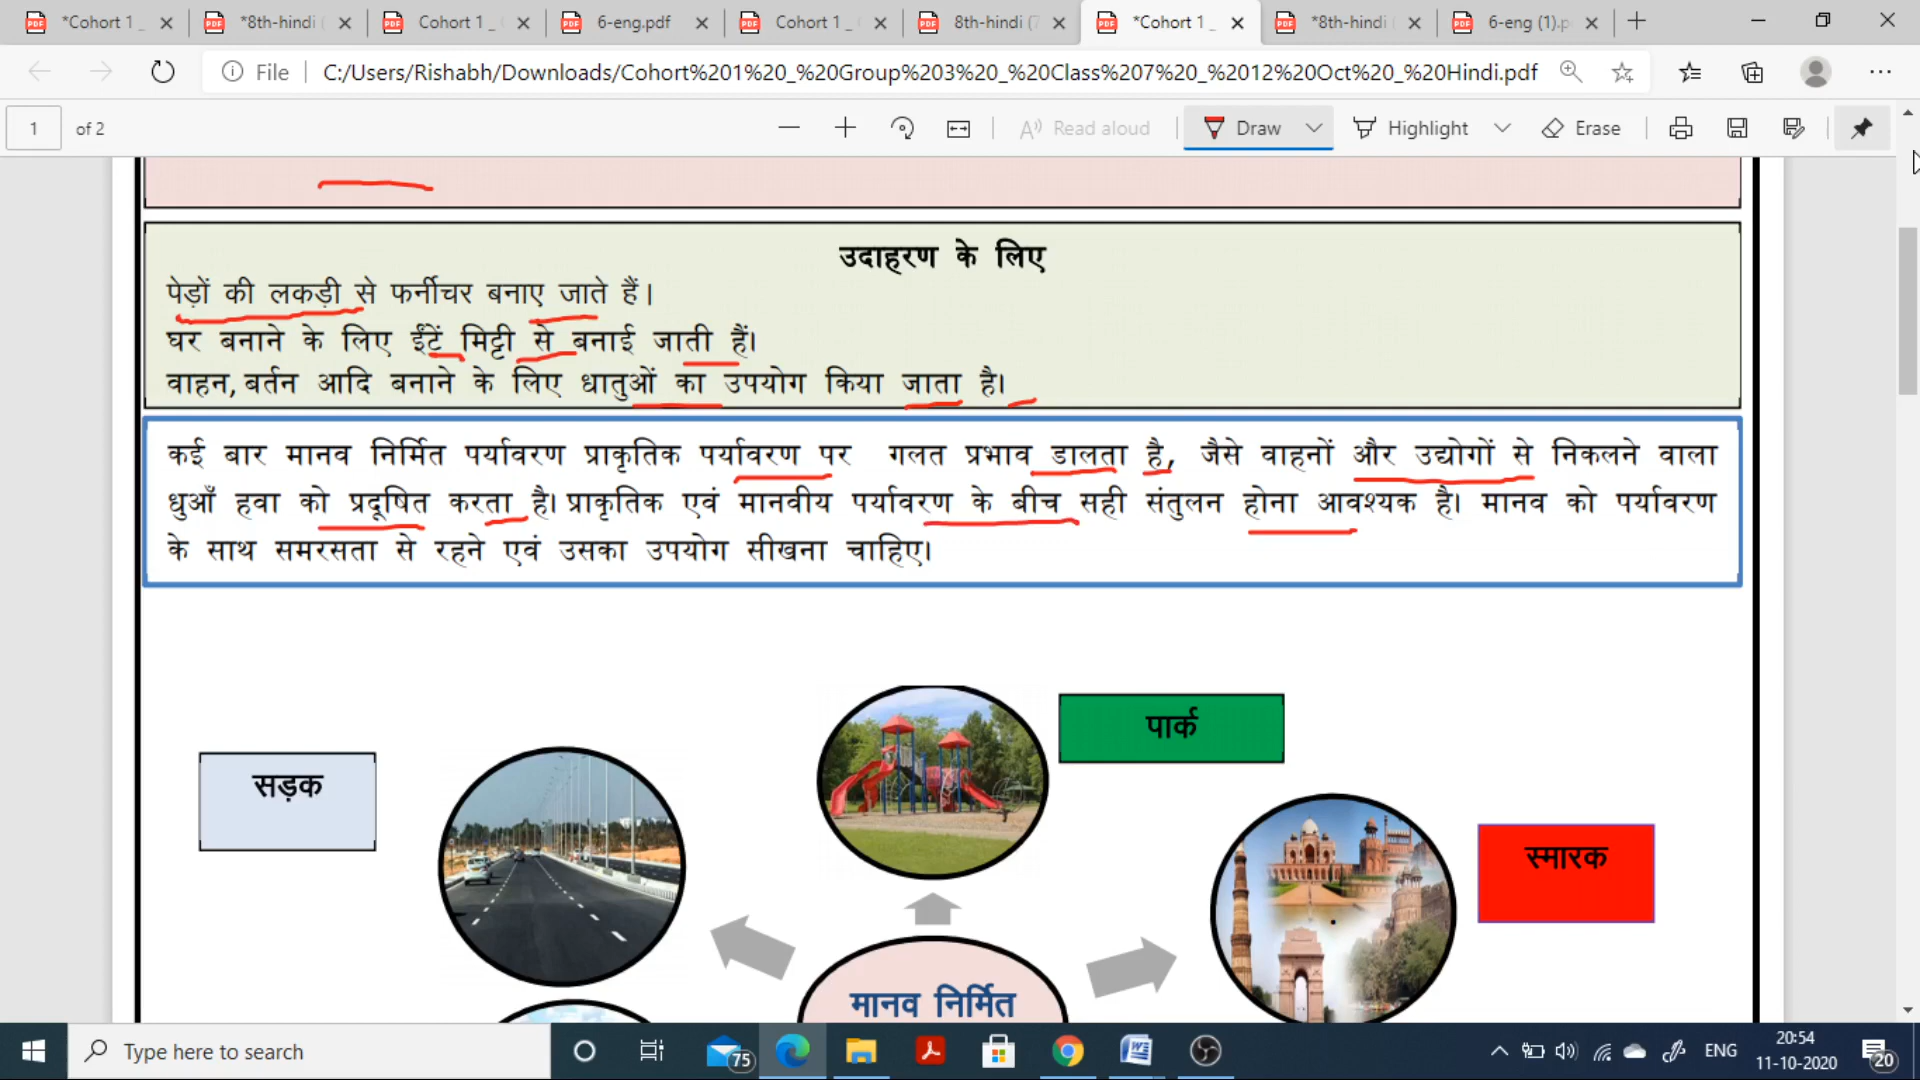 *Cohort 1 _
*8th-hindi (
Cohort 1 _
6-eng.pdf
Cohort 1 _
8th-hindi (7
*Cohort 1 _
*8th-hindi (
6-eng (1).p
File
C:/Users/Rishabh/Downloads/Cohort%201%20_%20Group%203%20_%20Class%207%20_%2012%20Oct%20_%20Hindi.pdf
1 of 2
Read aloud
Draw
Highlight
Erase
उदाहरण के लिए
पेड़ों की लकड़ी से फर्नीचर बनाए जाते हैं।
घर बनाने के लिए ईंटें मिट्टी से बनाई जाती हैं।
वाहन, बर्तन आदि बनाने के लिए धातुओं का उपयोग किया जाता है।
कई बार मानव निर्मित पर्यावरण प्राकृतिक पर्यावरण पर गलत प्रभाव डालता है, जैसे वाहनों और उद्योगों से निकलने वाला
धुआँ हवा को प्रदूषित करता है। प्राकृतिक एवं मानवीय पर्यावरण के बीच सही संतुलन होना आवश्यक है। मानव को पर्यावरण
के साथ समरसता से रहने एवं उसका उपयोग सीखना चाहिए।
पार्क
सड़क
स्मारक
मानव निर्मित
Type here to search
75
ENG
20:54
11-10-2020
20